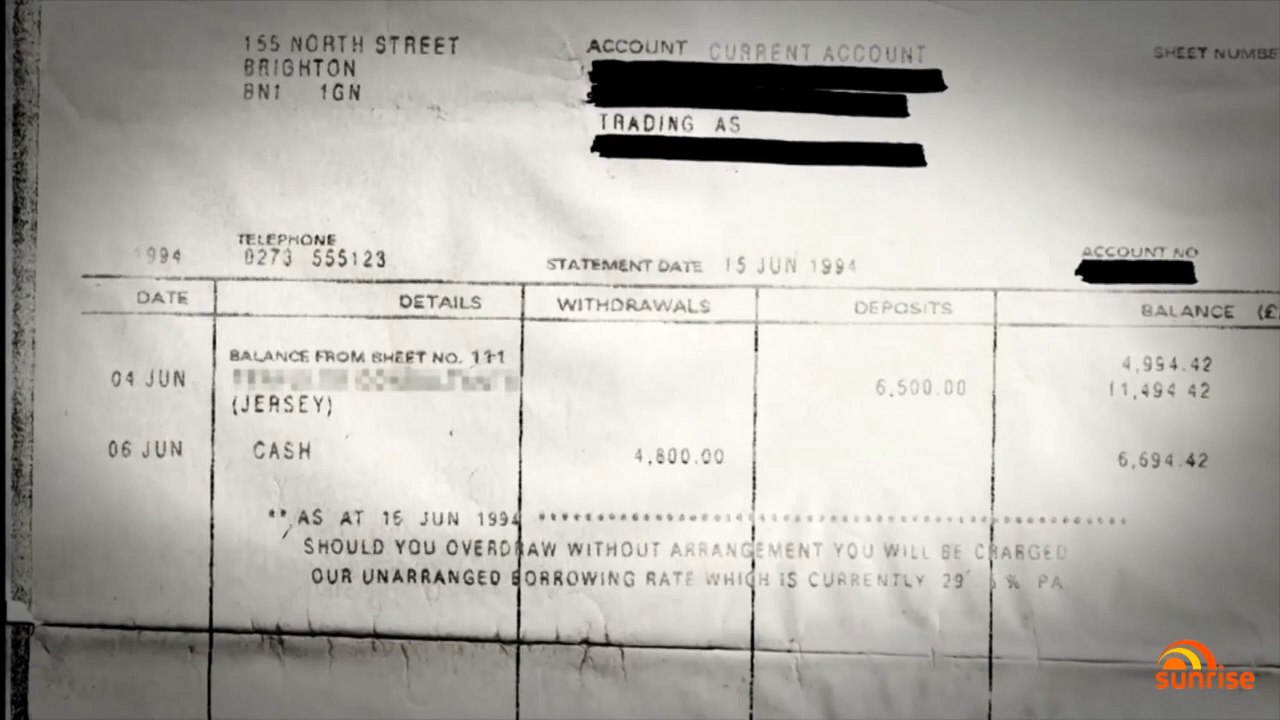 155 NORTH STREET
BRIGHTON
BN1 1GN
ACCOUNT CURRENT ACCOUNT
TRADING AS
SHEET NUMBE
1994
TELEPHONE
0273 555123
STATEMENT DATE 15 JUN 1994
ACCOUNT NO
DATE DETAILS WITHDRAWALS DEPOSITS BALANCE (£
BALANCE FROM SHEET NO. 111 4,994.42
04 JUN 6,500.00 11,494 42
(JERSEY)
06 JUN CASH 4,800.00 6,694.42
** AS AT 15 JUN 1994 ****
SHOULD YOU OVERDRAW WITHOUT ARRANGEMENT YOU WILL BE CHARGED
OUR UNARRANGED BORROWING RATE WHICH IS CURRENTLY 29 % PA
sunrise